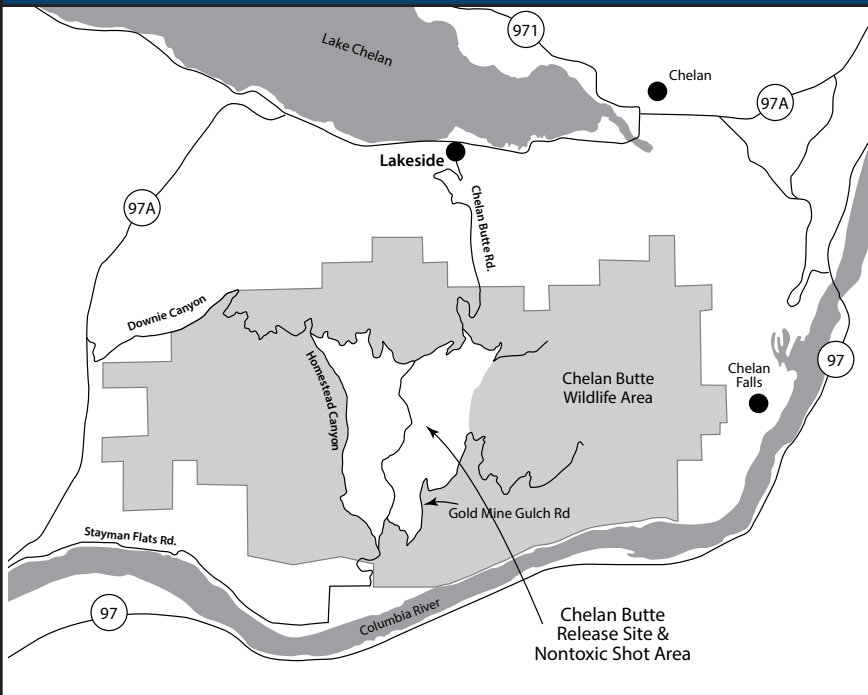 971
Lake Chelan
Chelan
97A
Lakeside
97A
Chelan Butte Rd.
Downie Canyon
Homestead Canyon
Chelan Butte
Wildlife Area
Chelan
Falls
97
Gold Mine Gulch Rd
Stayman Flats Rd.
97
Columbia River
Chelan Butte
Release Site &
Nontoxic Shot Area